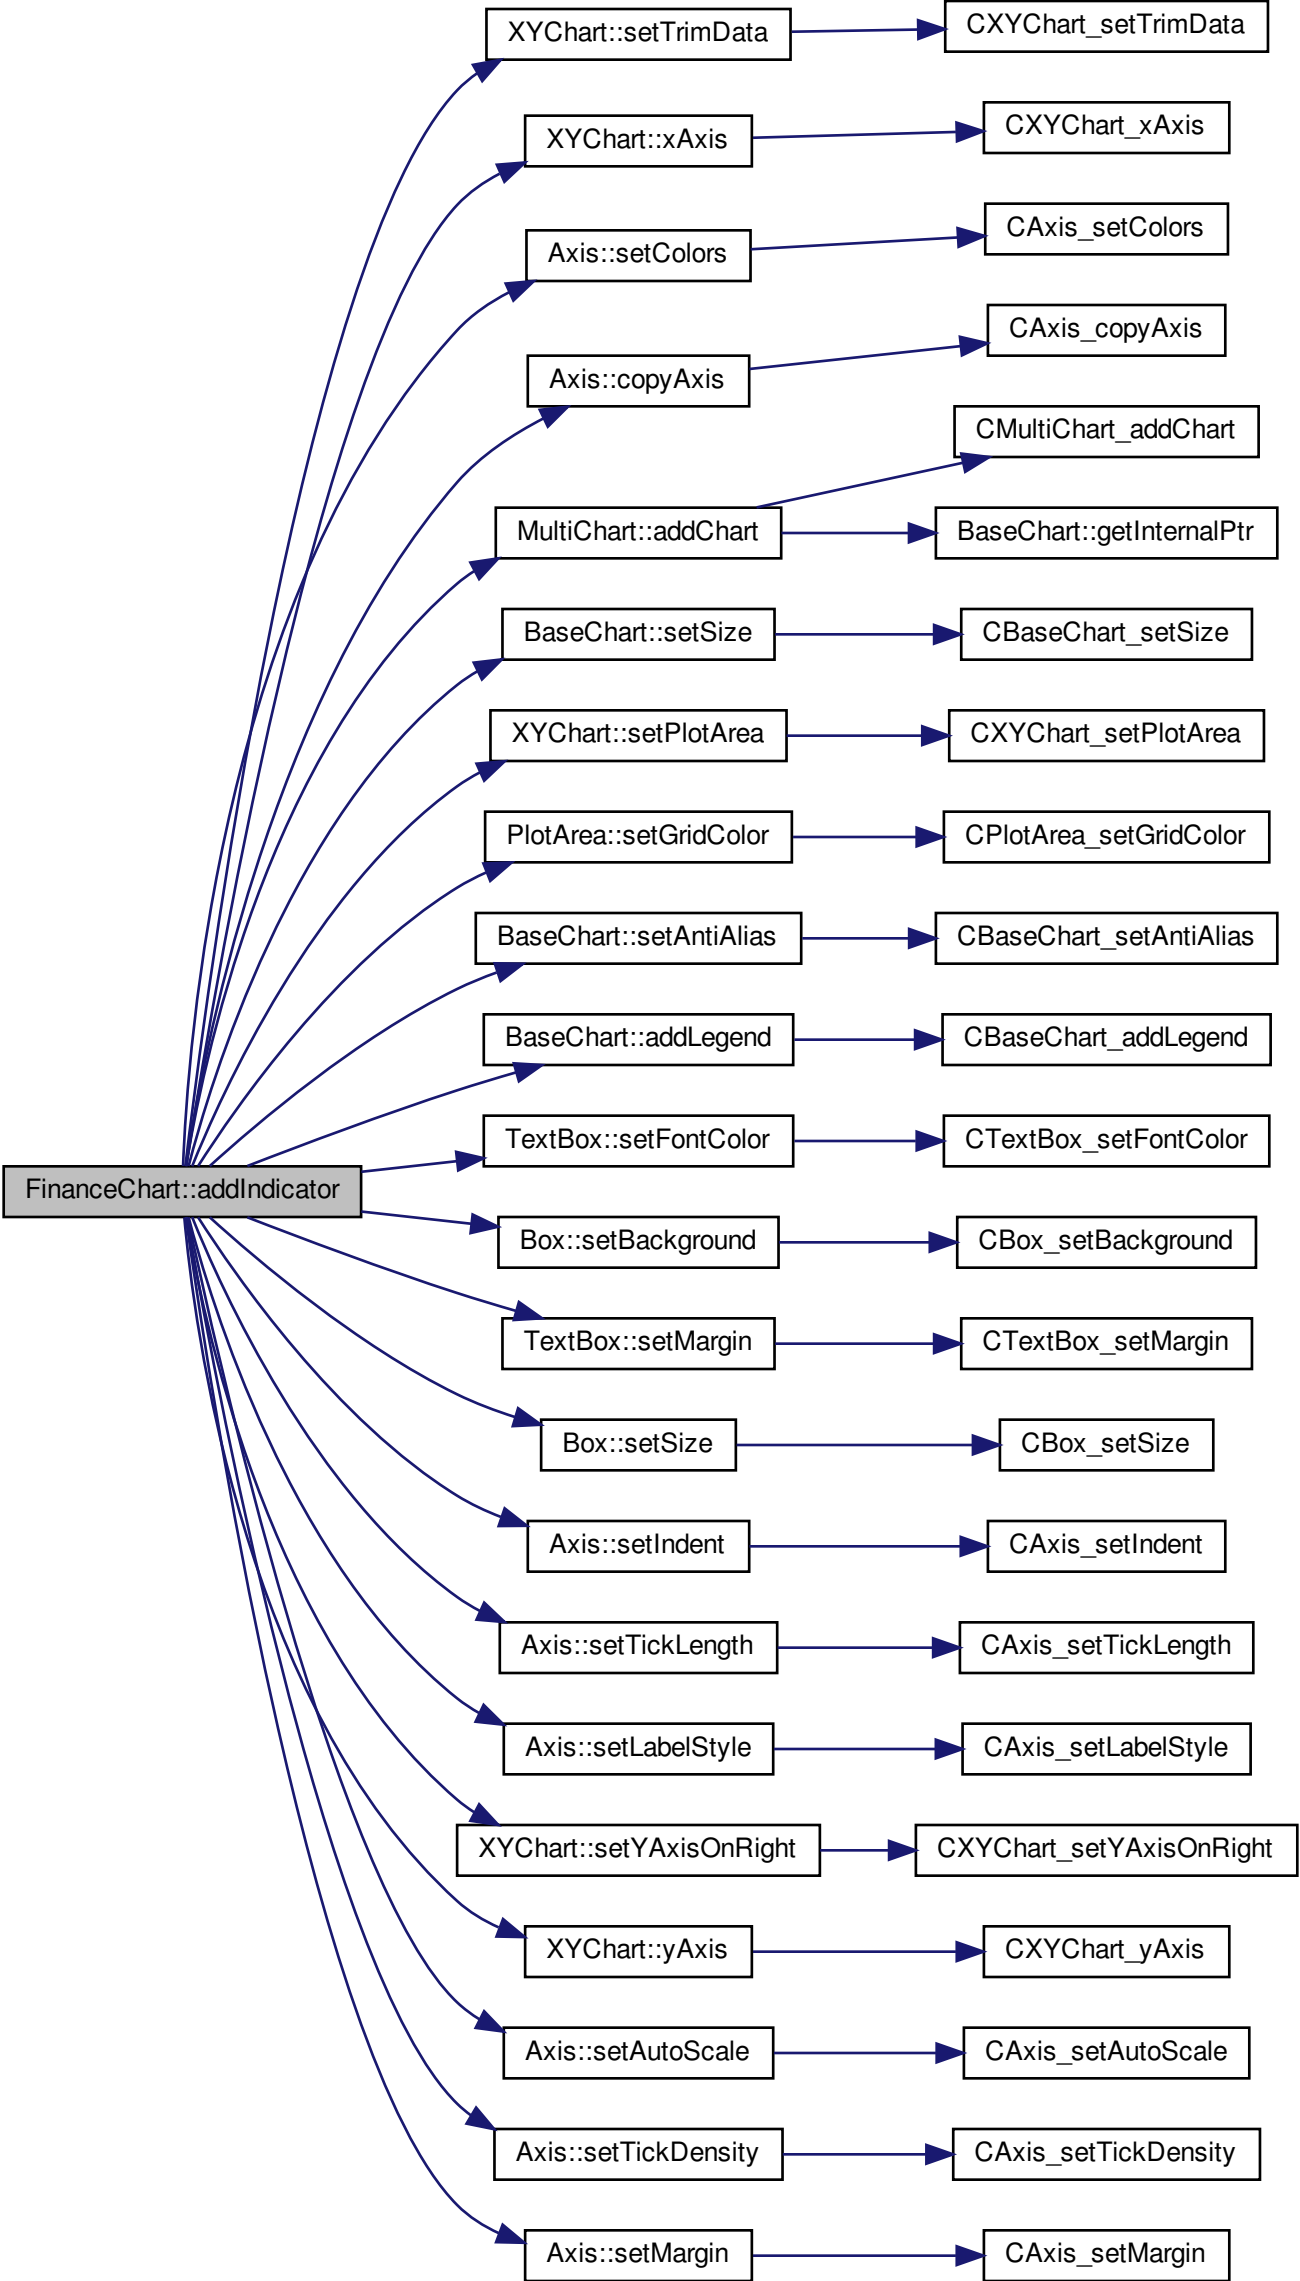 XYChart::setTrimData
CXYChart_setTrimData
XYChart::xAxis
CXYChart_xAxis
Axis::setColors
CAxis_setColors
Axis::copyAxis
CAxis_copyAxis
CMultiChart_addChart
MultiChart::addChart
BaseChart::getInternalPtr
BaseChart::setSize
CBaseChart_setSize
XYChart::setPlotArea
CXYChart_setPlotArea
PlotArea::setGridColor
CPlotArea_setGridColor
BaseChart::setAntiAlias
CBaseChart_setAntiAlias
BaseChart::addLegend
CBaseChart_addLegend
TextBox::setFontColor
CTextBox_setFontColor
FinanceChart::addIndicator
Box::setBackground
CBox_setBackground
TextBox::setMargin
CTextBox_setMargin
Box::setSize
CBox_setSize
Axis::setIndent
CAxis_setIndent
Axis::setTickLength
CAxis_setTickLength
Axis::setLabelStyle
CAxis_setLabelStyle
XYChart::setYAxisOnRight
CXYChart_setYAxisOnRight
XYChart::yAxis
CXYChart_yAxis
Axis::setAutoScale
CAxis_setAutoScale
Axis::setTickDensity
CAxis_setTickDensity
Axis::setMargin
CAxis_setMargin